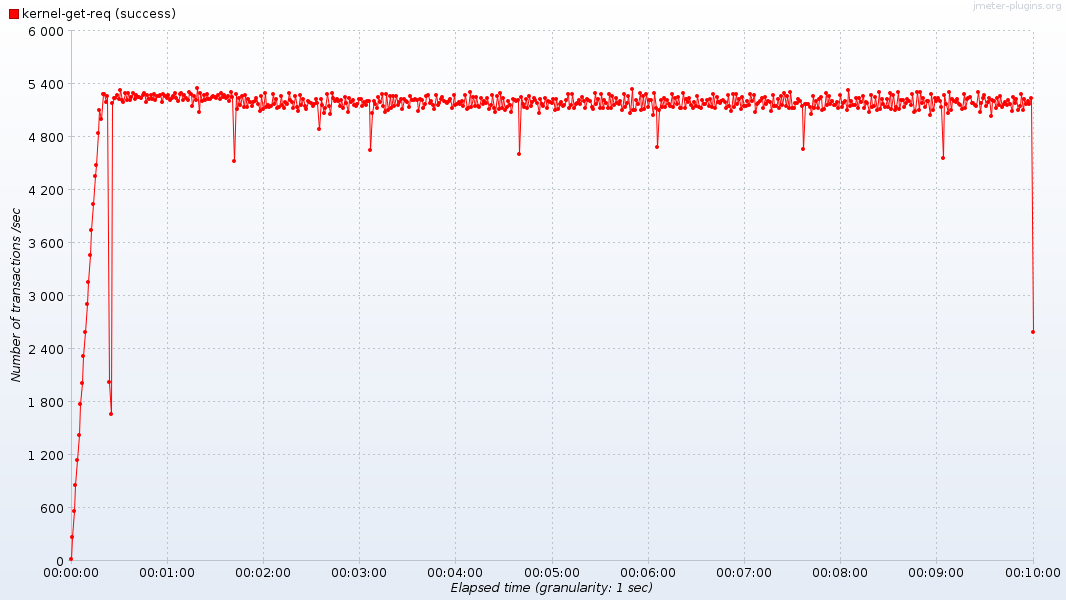 jmeter-plugins.org
kernel-get-req (success)
6 000
5 400
4 800
4 200
3 600
3 000
2 400
1 800
1 200
600
0
Number of transactions /sec
00:00:00 00:01:00 00:02:00 00:03:00 00:04:00 00:05:00 00:06:00 00:07:00 00:08:00 00:09:00 00:10:00
Elapsed time (granularity: 1 sec)